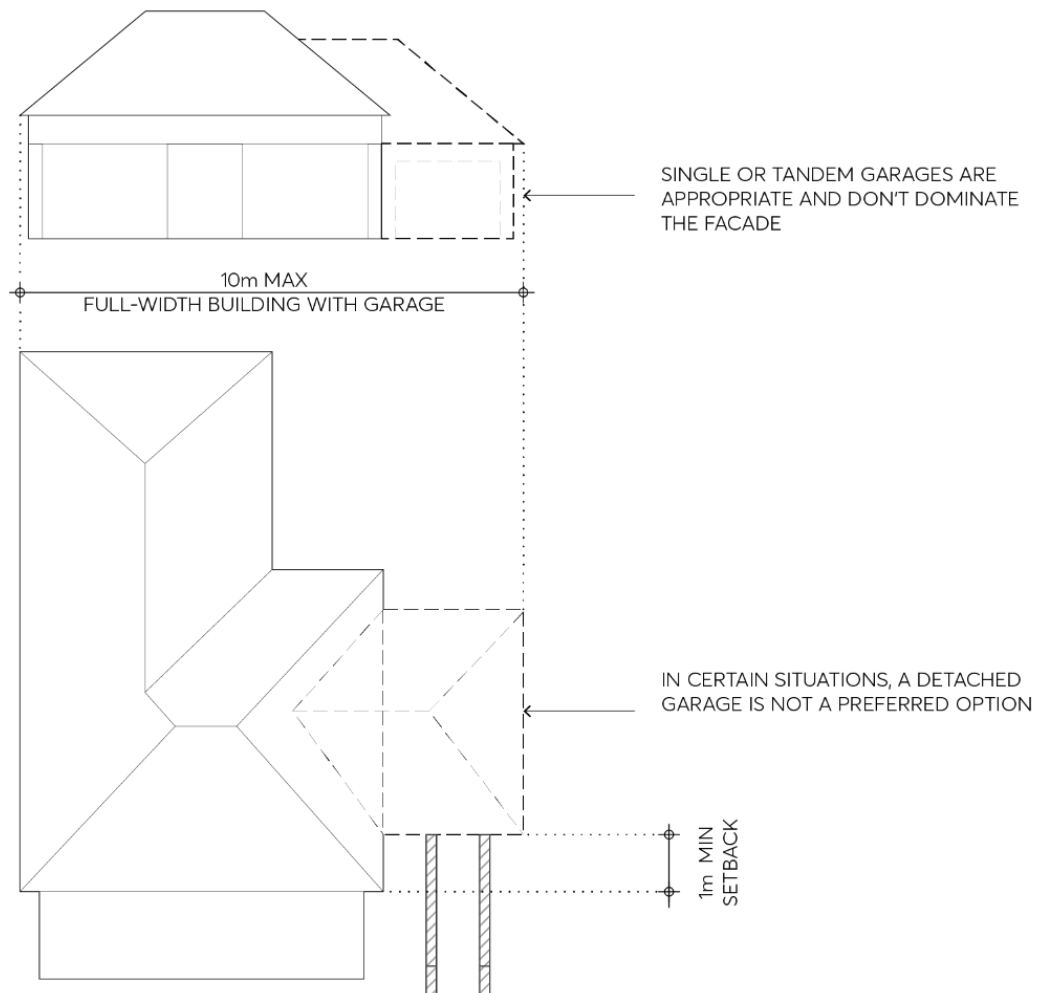 SINGLE OR TANDEM GARAGES ARE
APPROPRIATE AND DON'T DOMINATE
THE FACADE
10m MAX
FULL-WIDTH BUILDING WITH GARAGE
IN CERTAIN SITUATIONS, A DETACHED
GARAGE IS NOT A PREFERRED OPTION
1m MIN
SETBACK